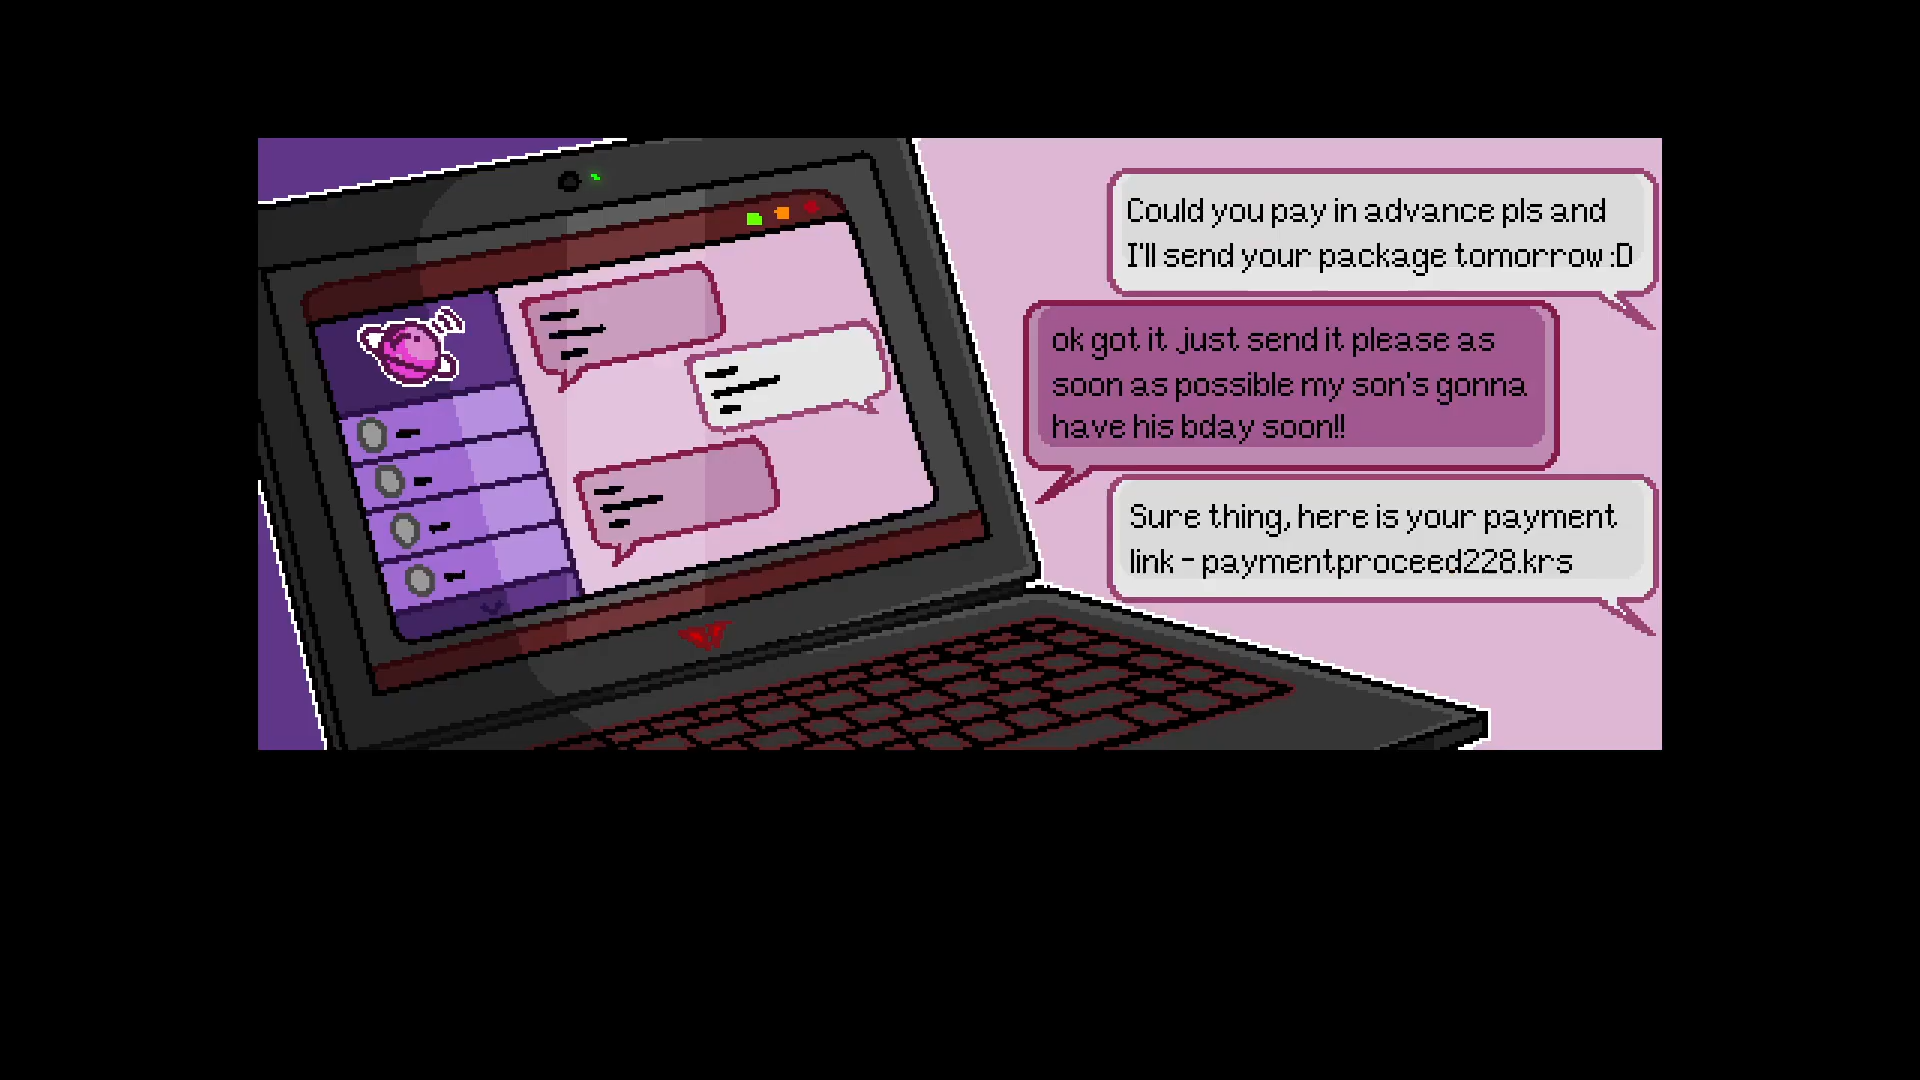 Could you pay in advance pls and
I'll send your package tomorrow :D
ok got it just send it please as
soon as possible my son's gonna
have his bday soon!!
Sure thing, here is your payment
link - paymentproceed228.krs